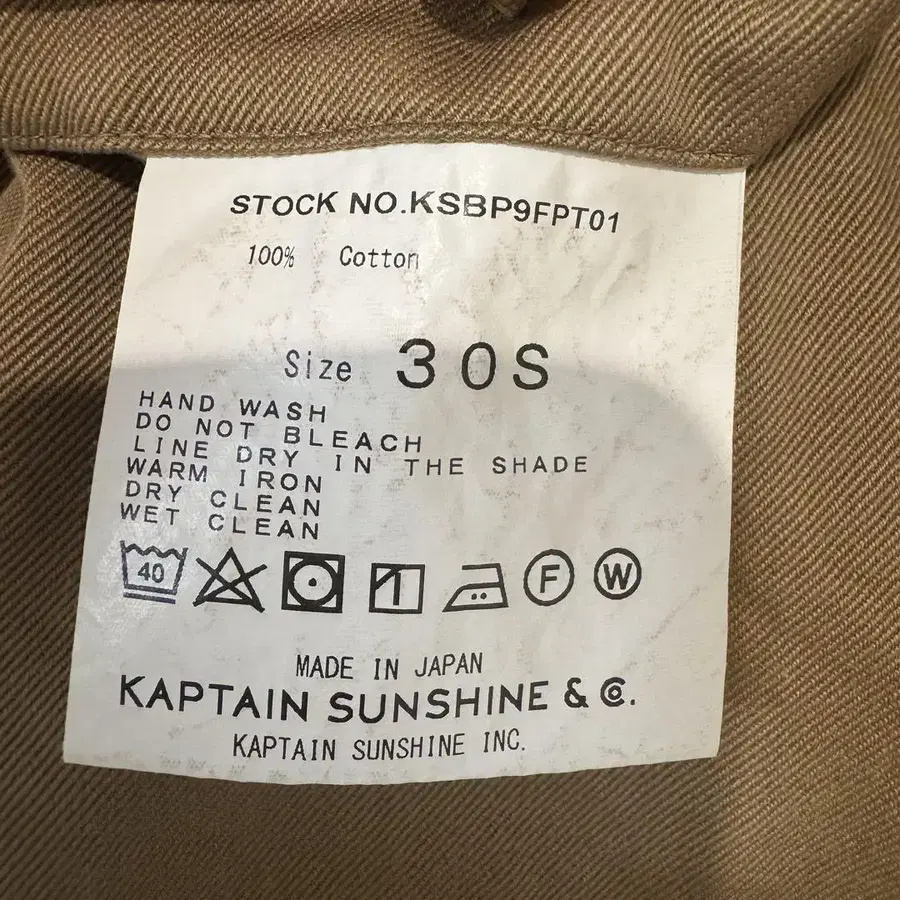 STOCK NO.KSBP9FPT01
100% Cotton
Size 30S
HAND WASH
DO NOT BLEACH
LINE DRY IN THE SHADE
WARM IRON
DRY CLEAN
WET CLEAN
40 F W
MADE IN JAPAN
KAPTAIN SUNSHINE & Co.
KAPTAIN SUNSHINE INC.